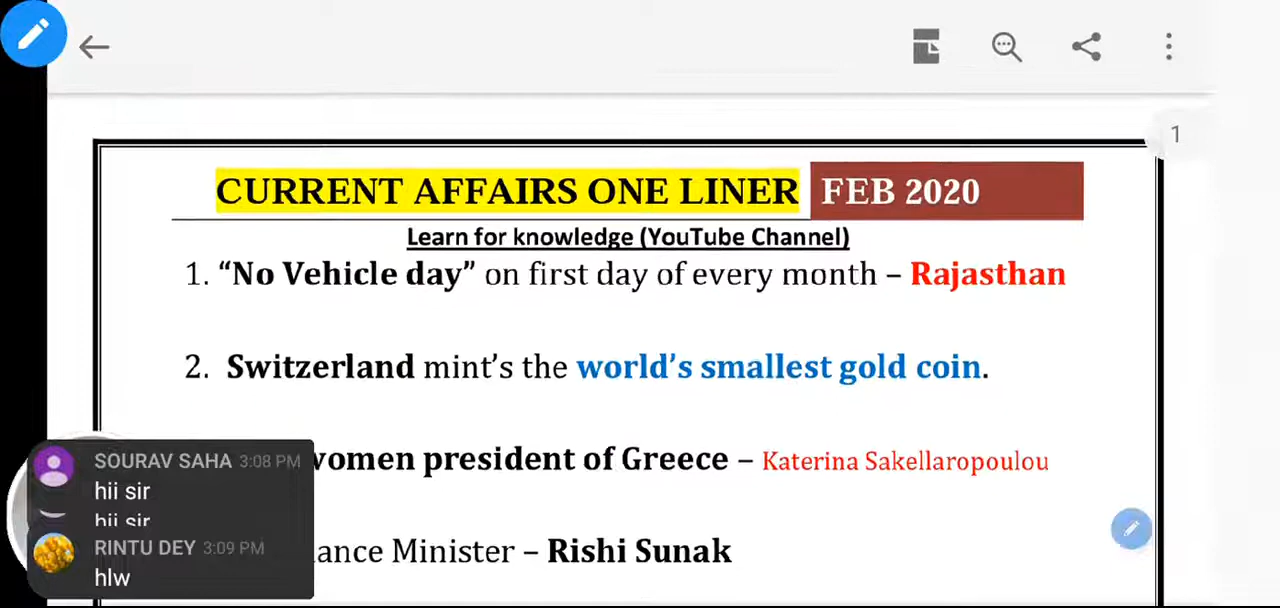 1
CURRENT AFFAIRS ONE LINER FEB 2020
Learn for knowledge (YouTube Channel)
1. “No Vehicle day” on first day of every month – Rajasthan
2. Switzerland mint’s the world’s smallest gold coin.
women president of Greece – Katerina Sakellaropoulou
Minister – Rishi Sunak
SOURAV SAHA 3:08 PM
hii sir
hii sir
RINTU DEY 3:09 PM
hlw